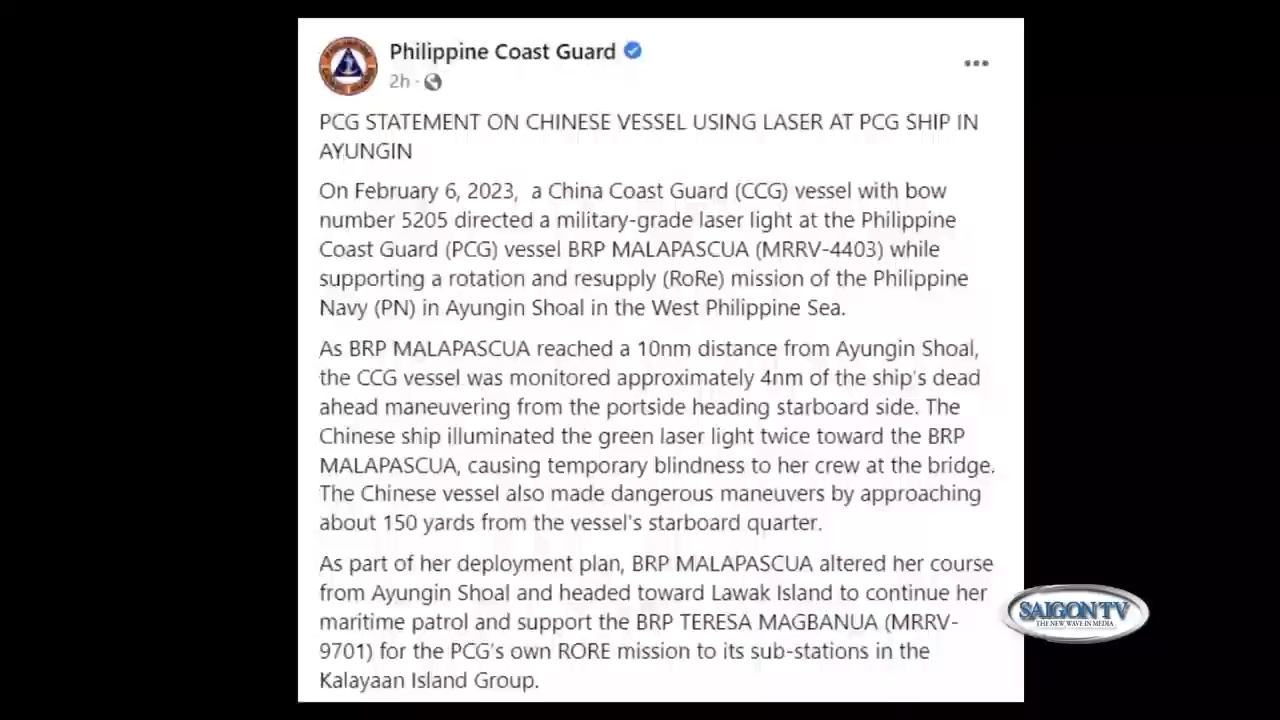 Philippine Coast Guard
2h ·
PCG STATEMENT ON CHINESE VESSEL USING LASER AT PCG SHIP IN
AYUNGIN
On February 6, 2023, a China Coast Guard (CCG) vessel with bow
number 5205 directed a military-grade laser light at the Philippine
Coast Guard (PCG) vessel BRP MALAPASCUA (MRRV-4403) while
supporting a rotation and resupply (RoRe) mission of the Philippine
Navy (PN) in Ayungin Shoal in the West Philippine Sea.
As BRP MALAPASCUA reached a 10nm distance from Ayungin Shoal,
the CCG vessel was monitored approximately 4nm of the ship's dead
ahead maneuvering from the portside heading starboard side. The
Chinese ship illuminated the green laser light twice toward the BRP
MALAPASCUA, causing temporary blindness to her crew at the bridge.
The Chinese vessel also made dangerous maneuvers by approaching
about 150 yards from the vessel's starboard quarter.
As part of her deployment plan, BRP MALAPASCUA altered her course
from Ayungin Shoal and headed toward Lawak Island to continue her
maritime patrol and support the BRP TERESA MAGBANUA (MRRV-
9701) for the PCG's own RORE mission to its sub-stations in the
Kalayaan Island Group.
SAIGON TV
THE NEW WAVE IN MEDIA